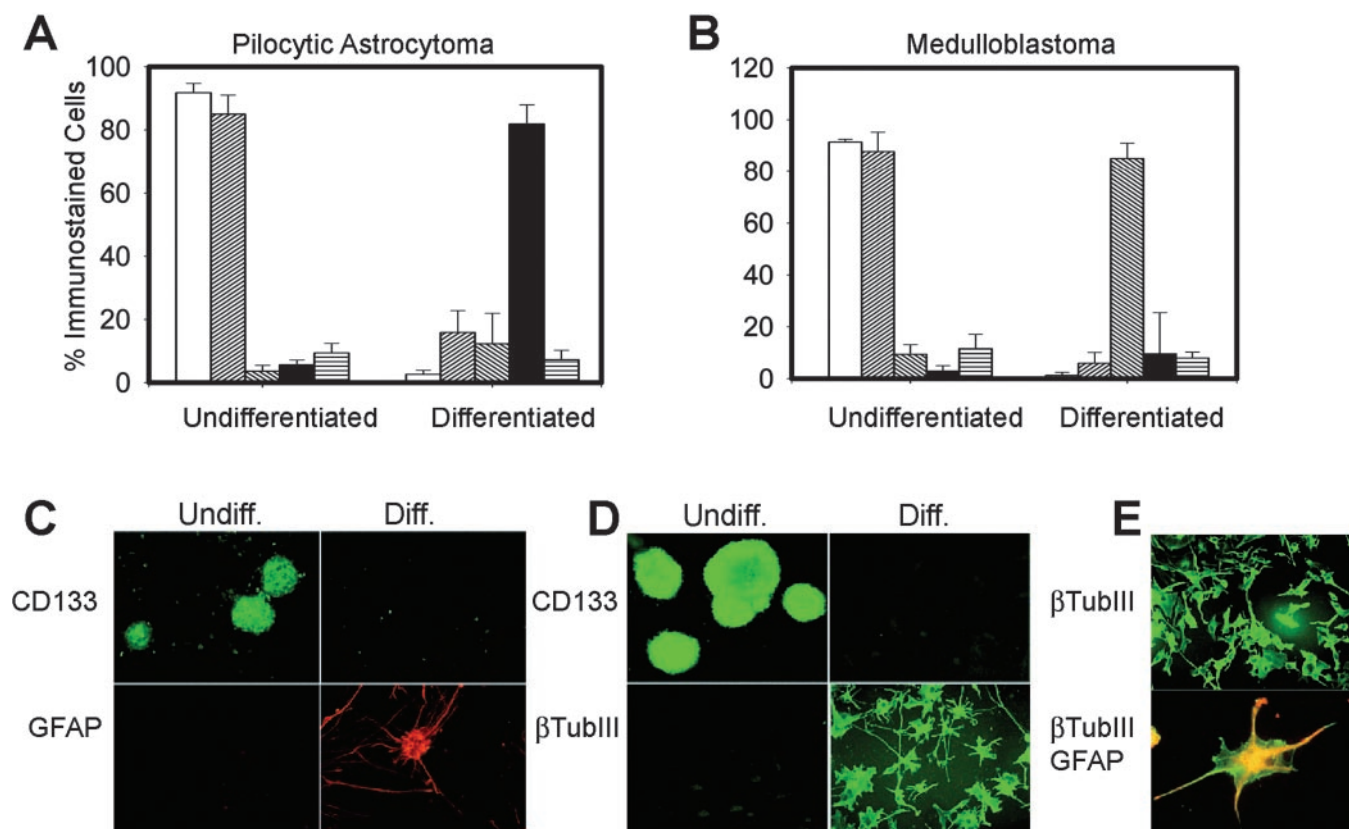 A
Pilocytic Astrocytoma
% Immunostained Cells
100
80
60
40
20
0
Undifferentiated Differentiated
B
Medulloblastoma
120
100
80
60
40
20
0
Undifferentiated Differentiated
C
Undiff. Diff.
CD133
GFAP
D
Undiff. Diff.
CD133
βTubIII
E
βTubIII
βTubIII
GFAP